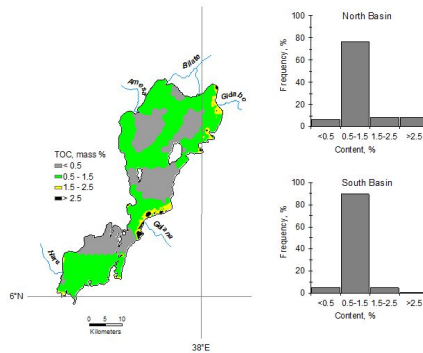 Bilate
Amessa
Gidabo
TOC, mass %
< 0.5
0.5 - 1.5
1.5 - 2.5
> 2.5
Gidana
Hare
6°N
0 5 10
Kilometers
38°E
North Basin
Frequency, %
100
80
60
40
20
0
<0.5 0.5-1.5 1.5-2.5 >2.5
Content, %
South Basin
Frequency, %
100
80
60
40
20
0
<0.5 0.5-1.5 1.5-2.5 >2.5
Content, %